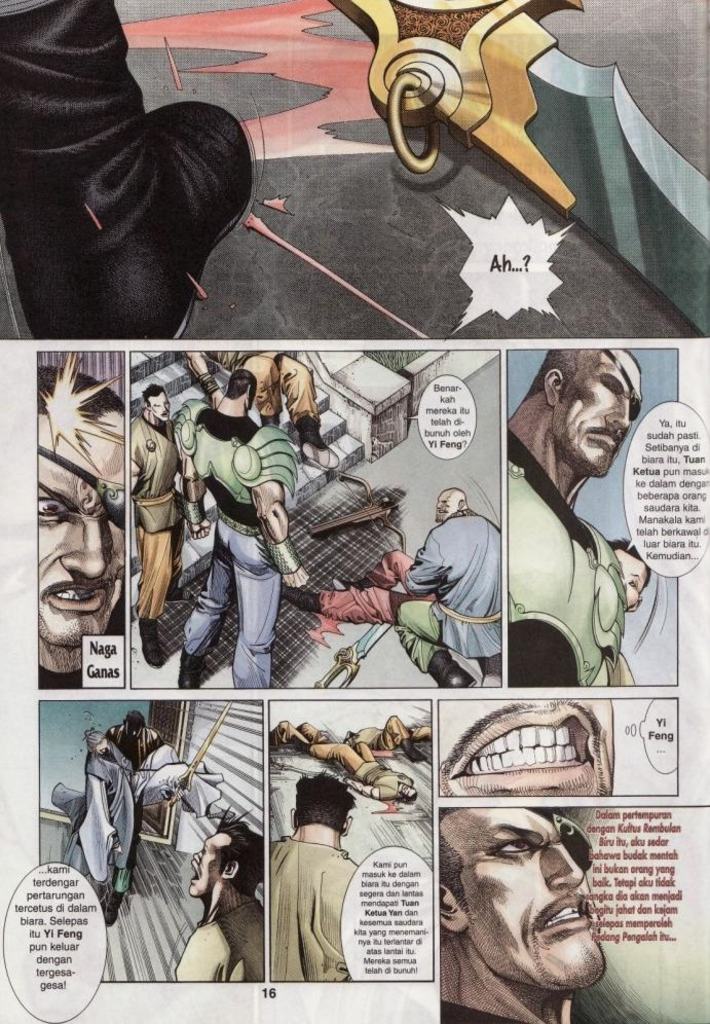 Ah...?
Benar-
kah
mereka itu
telah di-
bunuh oleh
Yi Feng?
Ya, itu
sudah pasti.
Setibanya di
biara itu, Tuan
Ketua pun masuk
ke dalam dengan
beberapa orang
saudara kita.
Manakala kami
telah berkawal di
luar biara itu.
Kemudian...
Naga
Ganas
...kami
terdengar
pertarungan
tercetus di dalam
biara. Selepas
itu Yi Feng
pun keluar
dengan
tergesa-
gesa!
Kami pun
masuk ke dalam
biara itu dengan
segera dan lantas
mendapati Tuan
Ketua Yan dan
kesemua saudara
kita yang menemani-
nya itu terlantar di
atas lantai itu.
Mereka semua
telah di bunuh!
Yi
Feng
...
Dalam pertempuran
dengan Kultus Rembulan
Biru itu, aku sedar
bahawa budak mentah
ini bukan orang yang
baik. Tetapi aku tidak
sangka dia akan menjadi
begitu jahat dan kejam
selepas memperoleh
Pedang Pengalah itu...
16